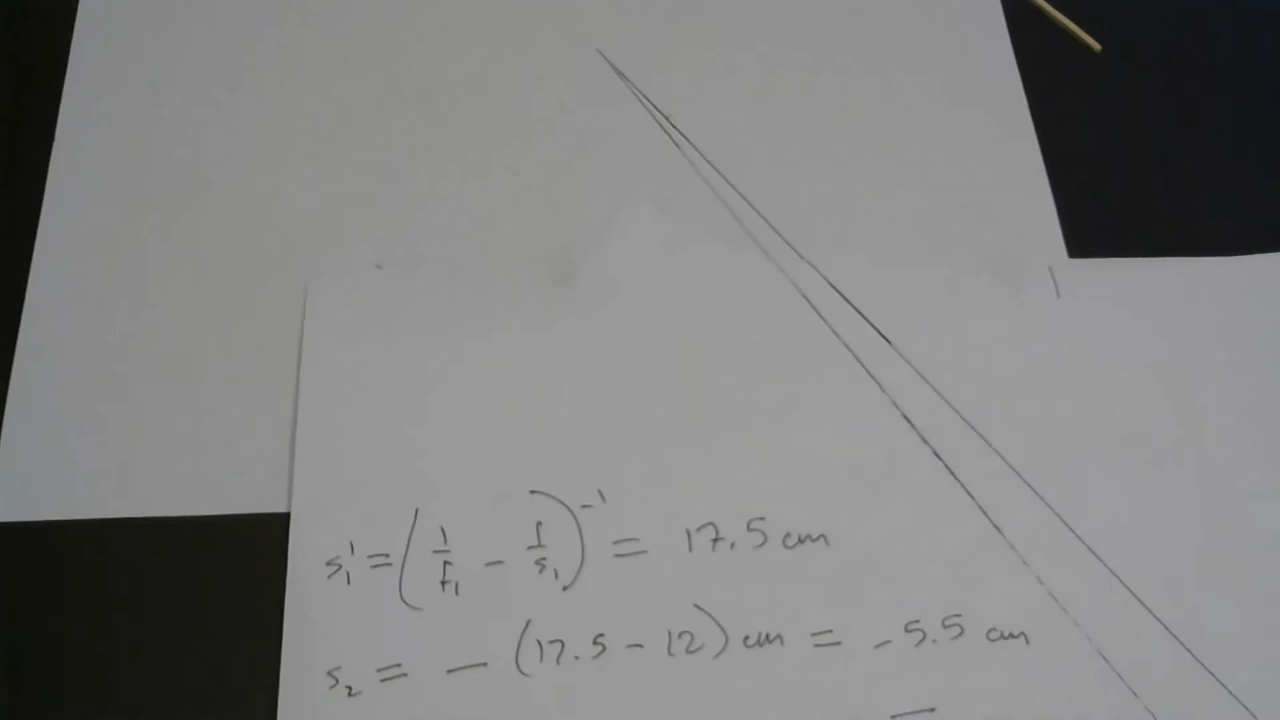 s₁' = (1/f₁ - 1/s₁)⁻¹ = 17.5 cm
s₂ = - (17.5 - 12) cm = - 5.5 cm